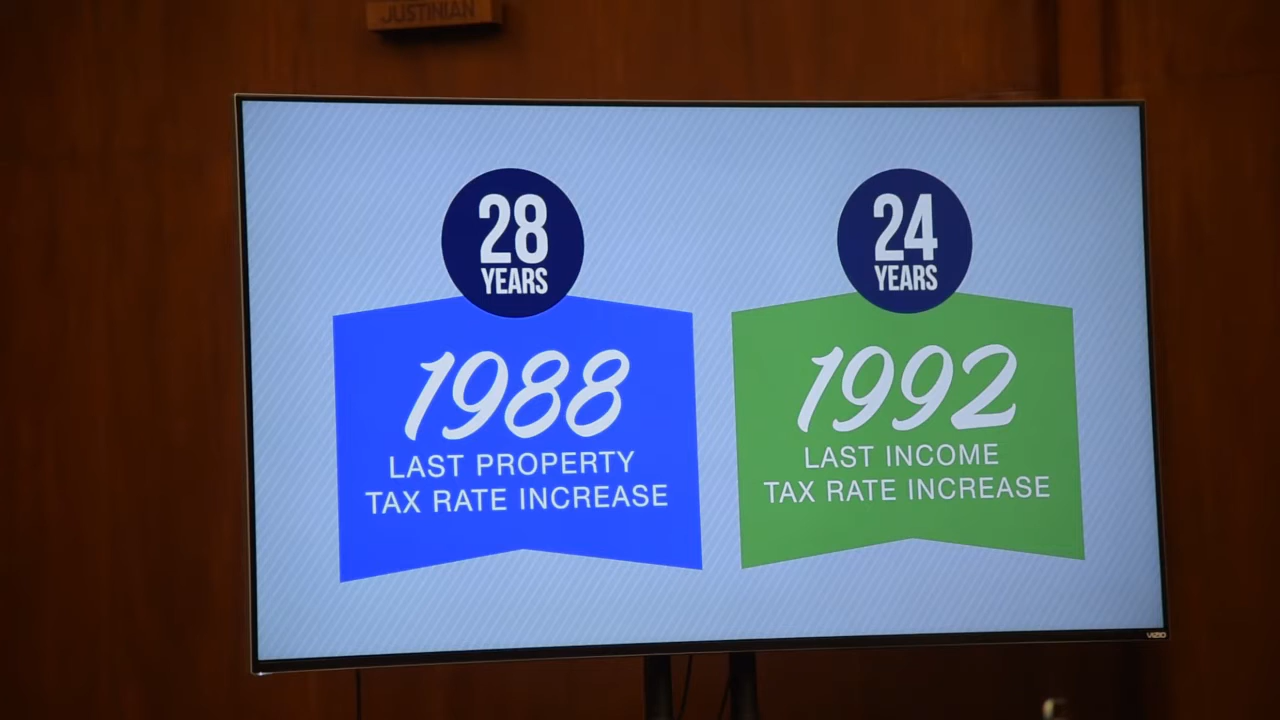 JUSTINIAN
28
YEARS
1988
LAST PROPERTY
TAX RATE INCREASE
24
YEARS
1992
LAST INCOME
TAX RATE INCREASE
VIZIO